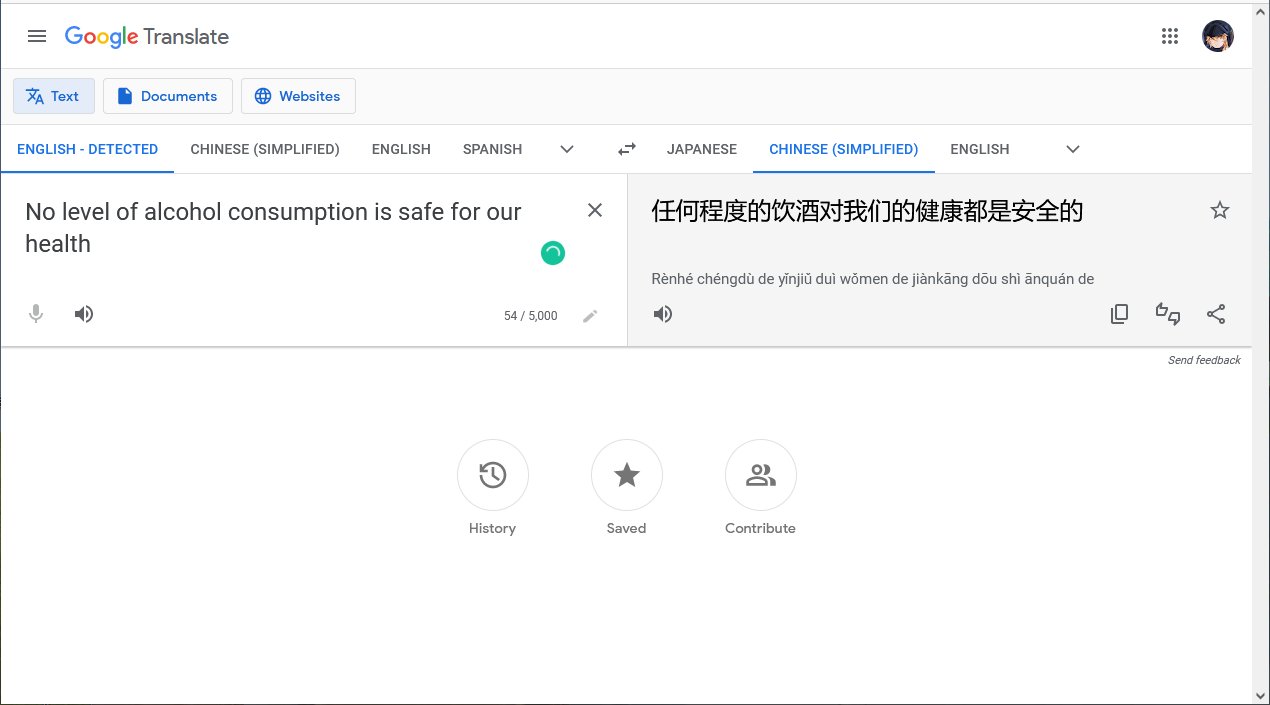 Google Translate
Text
Documents
Websites
ENGLISH - DETECTED
CHINESE (SIMPLIFIED)
ENGLISH
SPANISH
JAPANESE
CHINESE (SIMPLIFIED)
ENGLISH
No level of alcohol consumption is safe for our
health
54 / 5,000
任何程度的饮酒对我们的健康都是安全的
Rènhé chéngdù de yǐnjiǔ duì wǒmen de jiànkāng dōu shì ānquán de
Send feedback
History
Saved
Contribute